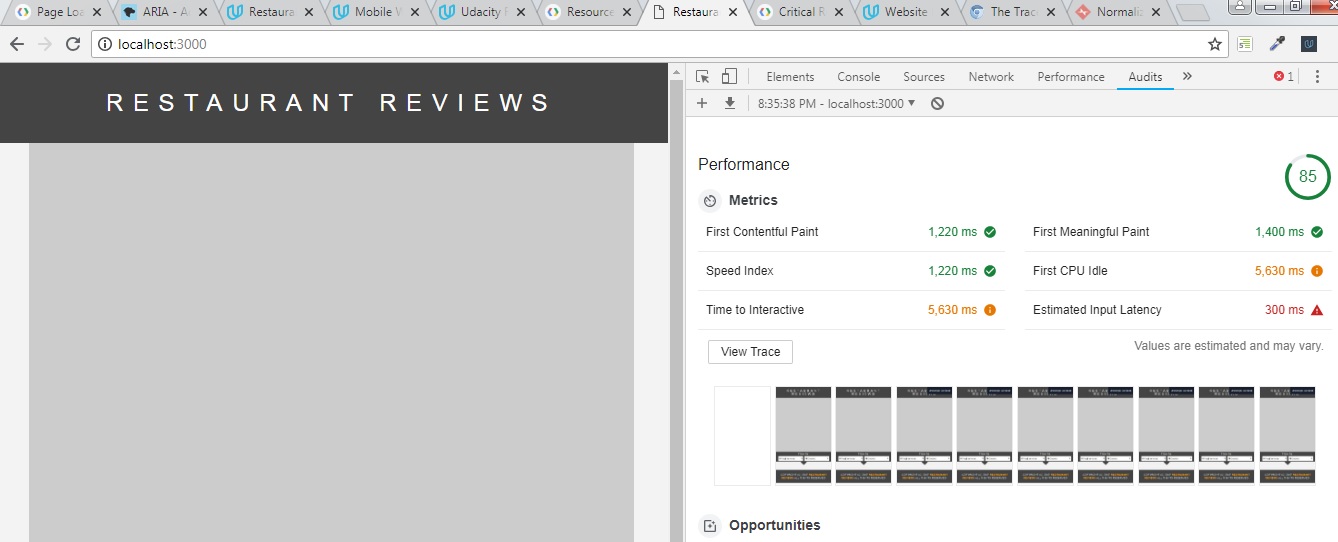 Page Loa
ARIA - A
Restaura
Mobile W
Udacity
Resource
Restaura
Critical R
Website
The Trac
Normaliz
localhost:3000
Elements
Console
Sources
Network
Performance
Audits
1
8:35:38 PM - localhost:3000
RESTAURANT REVIEWS
Performance
85
Metrics
First Contentful Paint 1,220 ms
First Meaningful Paint 1,400 ms
Speed Index 1,220 ms
First CPU Idle 5,630 ms
Time to Interactive 5,630 ms
Estimated Input Latency 300 ms
View Trace
Values are estimated and may vary.
Opportunities